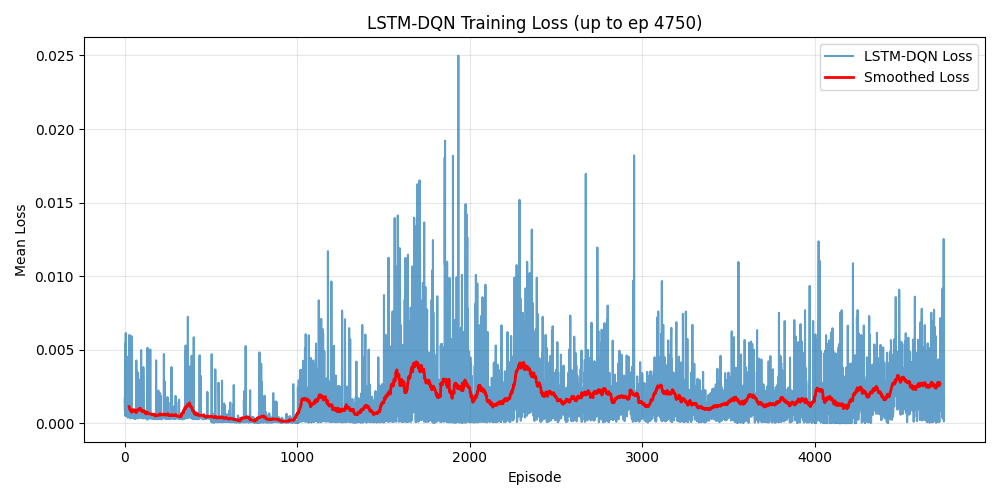 LSTM-DQN Training Loss (up to ep 4750)
LSTM-DQN Loss
Smoothed Loss
Mean Loss
0.025
0.020
0.015
0.010
0.005
0.000
0
1000
2000
3000
4000
Episode